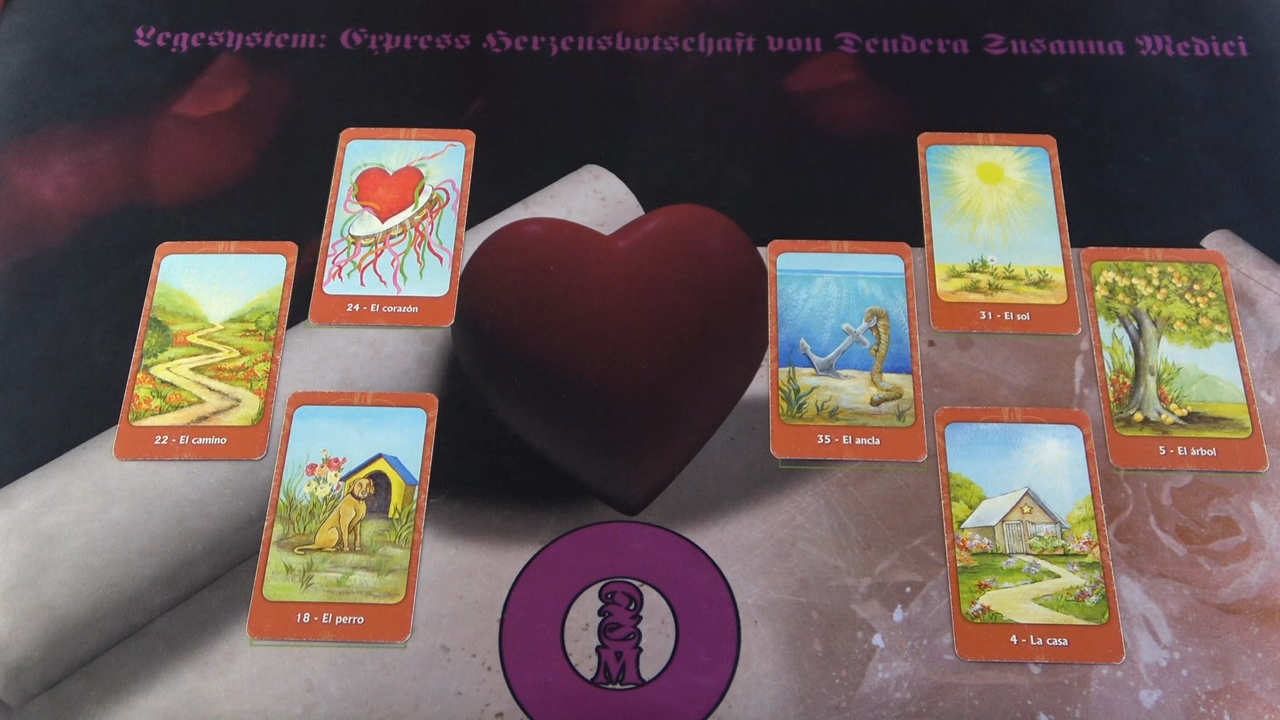 Legesystem: Express Herzensbotschaft von Dendera Susanna Medici
24 - El corazón
31 - El sol
22 - El camino
35 - El ancla
5 - El árbol
18 - El perro
4 - La casa
DSM